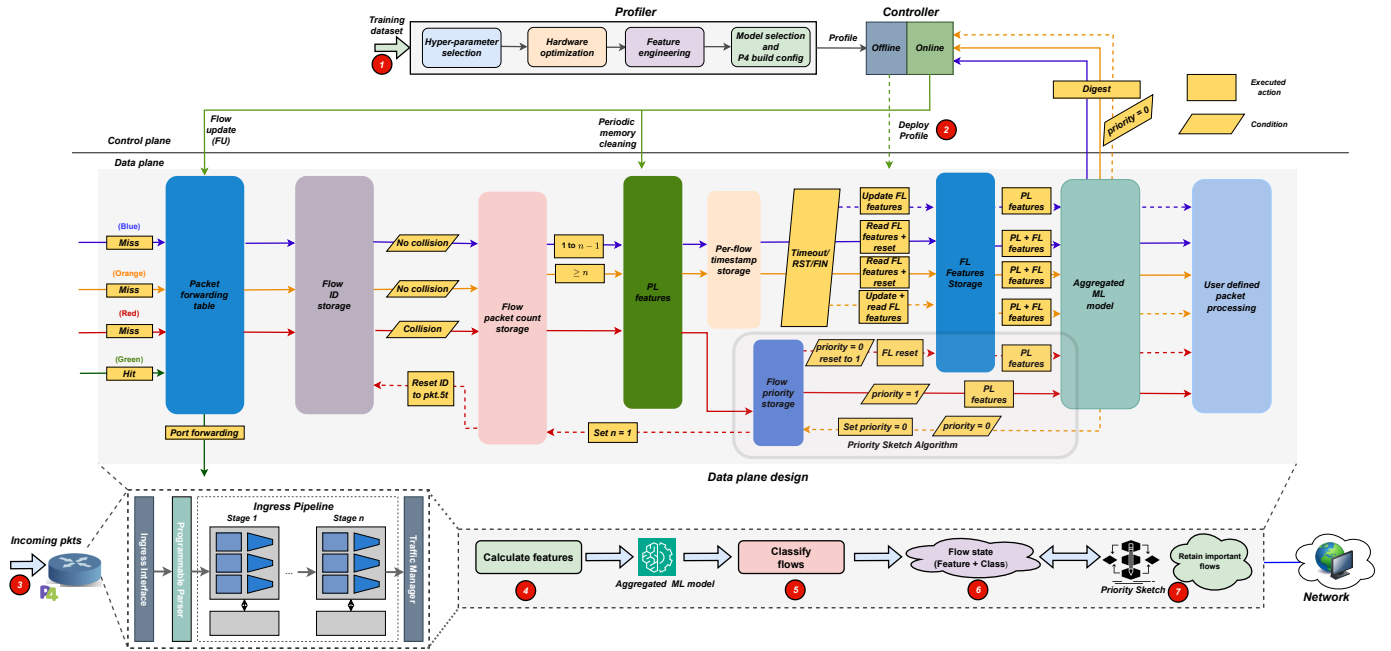 Training
dataset
1
Profiler
Hyper-parameter
selection
Hardware
optimization
Feature
engineering
Model selection
and
P4 build config
Profile
Controller
Offline
Online
Digest
priority = 0
Executed
action
Condition
Flow
update
(FU)
Periodic
memory
cleaning
Deploy
Profile
2
Control plane
Data plane
(Blue)
Miss
(Orange)
Miss
(Red)
Miss
(Green)
Hit
Packet
forwarding
table
Port forwarding
Flow
ID
storage
No collision
No collision
Collision
Reset ID
to pkt.5t
Flow
packet count
storage
1 to n − 1
≥ n
Set n = 1
PL
features
Per-flow
timestamp
storage
Timeout/
RST/FIN
Update FL
features
Read FL
features +
reset
Read FL
features +
reset
Update +
read FL
features
FL
Features
Storage
PL
features
PL + FL
features
PL + FL
features
PL + FL
features
PL
features
Flow
priority
storage
priority = 0
reset to 1
FL reset
priority = 1
PL
features
Set priority = 0
priority = 0
Priority Sketch Algorithm
Aggregated
ML
model
User defined
packet
processing
Data plane design
Incoming pkts
3
P4
Ingress Interface
Programmable Parser
Ingress Pipeline
Stage 1
...
Stage n
Traffic Manager
Calculate features
4
Aggregated ML model
Classify
flows
5
Flow state
(Feature + Class)
6
Priority Sketch
7
Retain important
flows
Network